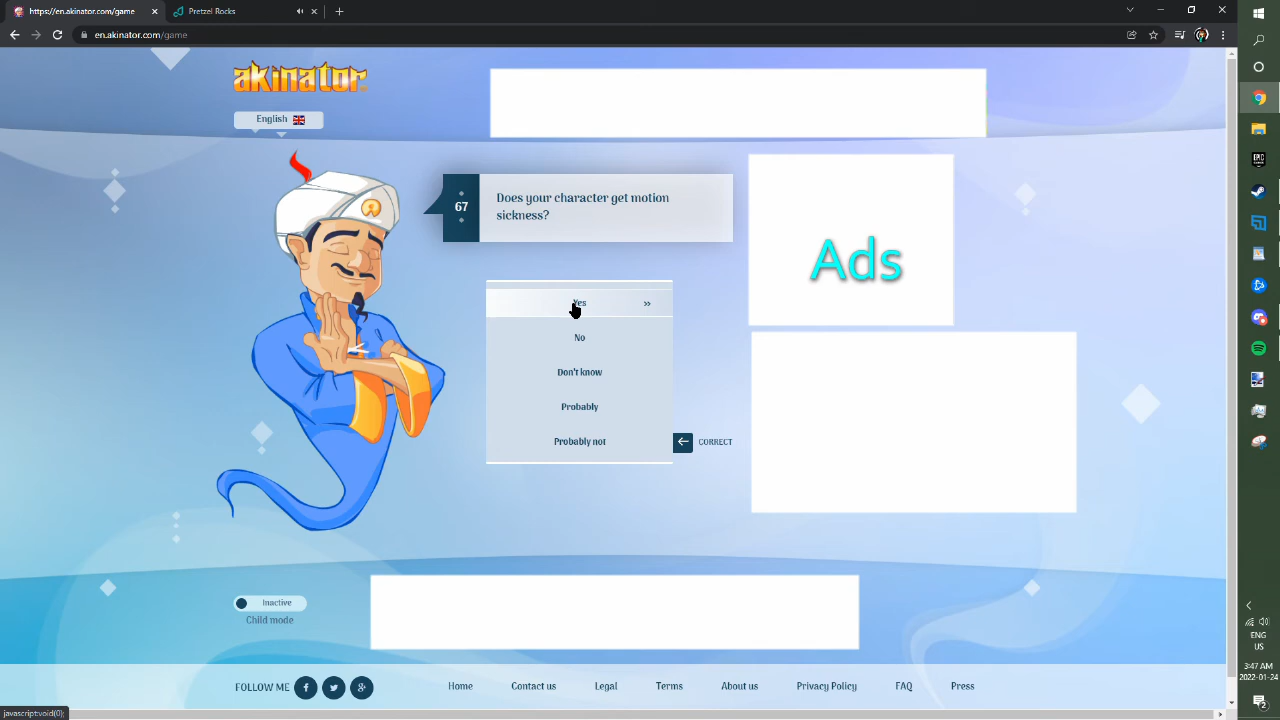 https://en.akinator.com/game
Pretzel Rocks
en.akinator.com/game
akinator
English
67
Does your character get motion
sickness?
Ads
Yes
No
Don't know
Probably
Probably not
CORRECT
Inactive
Child mode
FOLLOW ME
Home
Contact us
Legal
Terms
About us
Privacy Policy
FAQ
Press
javascript:void(0);
EPIC
ENG
US
3:47 AM
2022-01-24